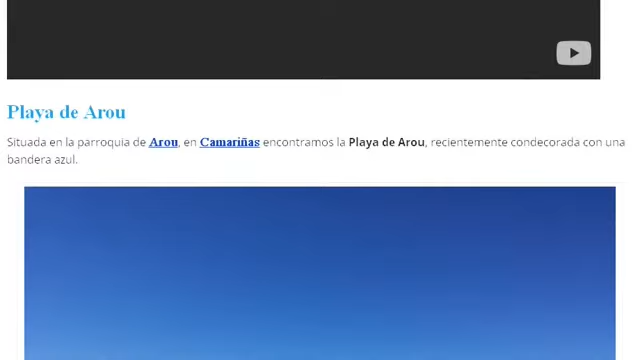 Playa de Arou
Situada en la parroquia de Arou, en Camariñas encontramos la Playa de Arou, recientemente condecorada con una
bandera azul.